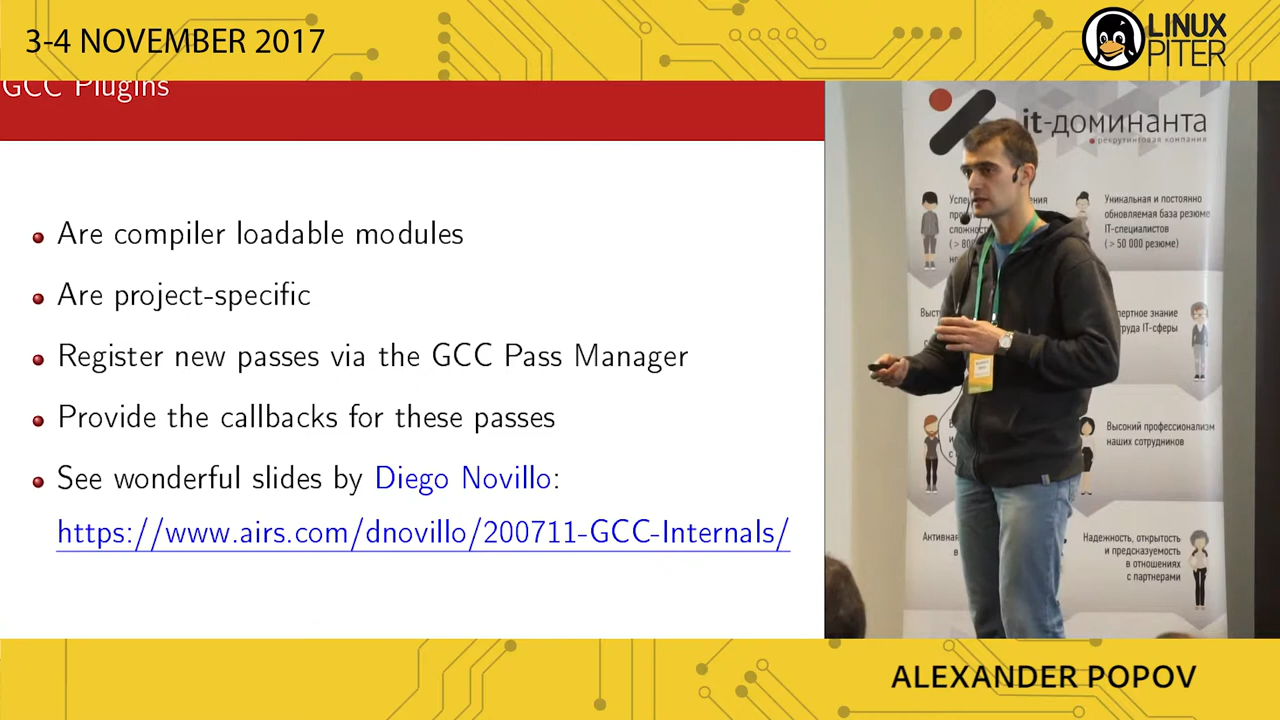 3-4 NOVEMBER 2017
LINUX
PITER
GCC Plugins
Are compiler loadable modules
Are project-specific
Register new passes via the GCC Pass Manager
Provide the callbacks for these passes
See wonderful slides by Diego Novillo:
https://www.airs.com/dnovillo/200711-GCC-Internals/
it-доминанта
рекрутинговая компания
Уникальная и постоянно
обновляемая база резюме
IT-специалистов
( > 50 000 резюме)
труда IT-сферы
Высокий профессионализм
наших сотрудников
Надежность, открытость
и предсказуемость
в отношениях
с партнерами
ALEXANDER POPOV